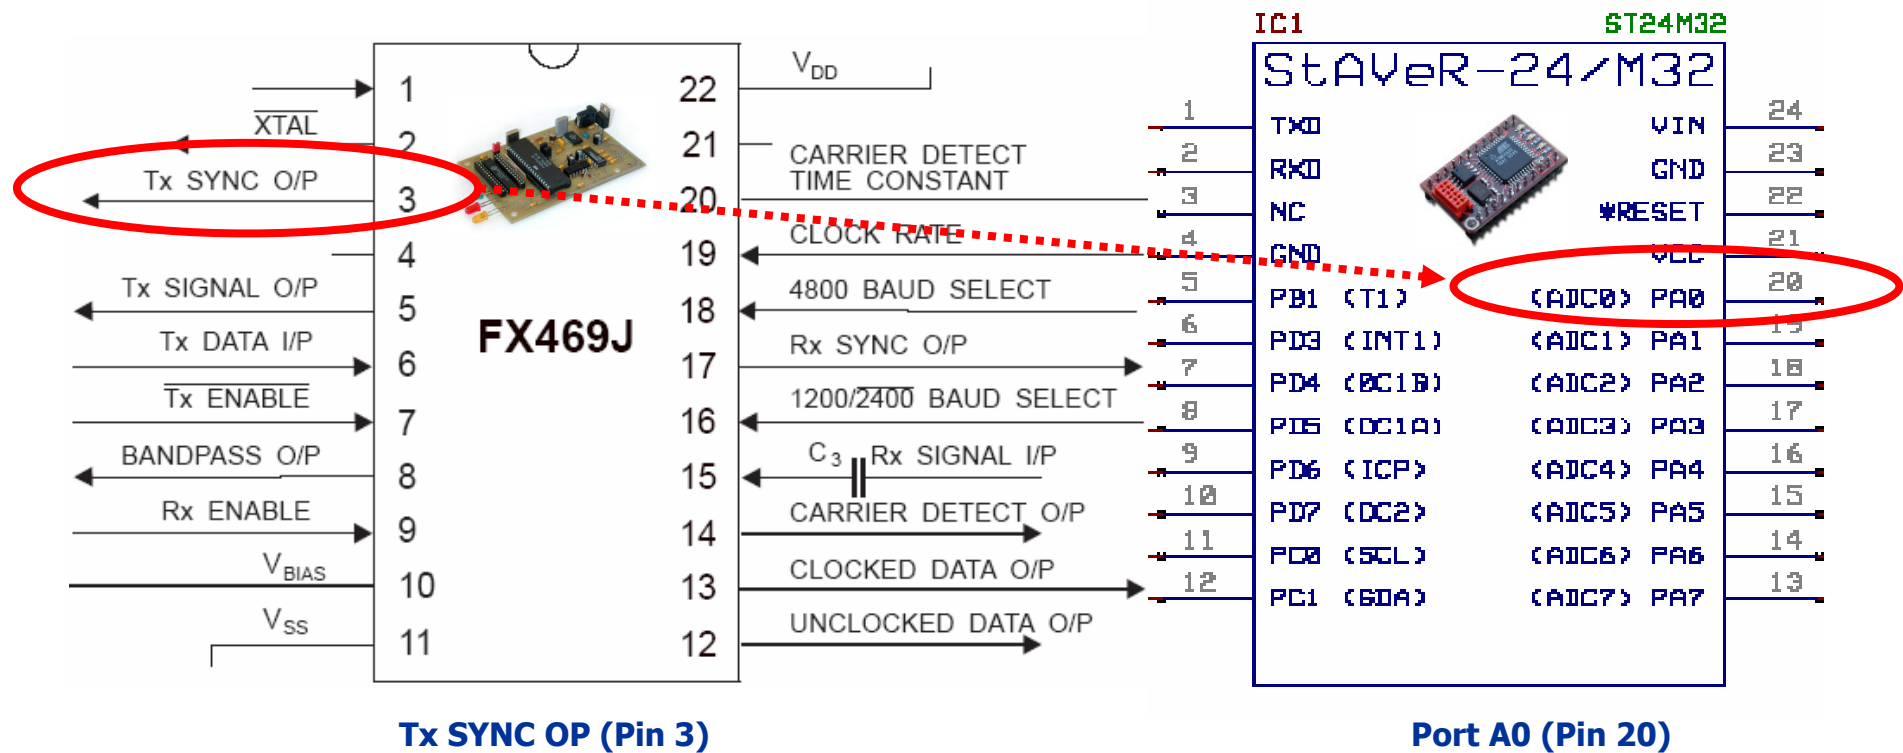 IC1 ST24M32
StAVeR-24/M32
1
XTAL
2
Tx SYNC O/P
3
4
Tx SIGNAL O/P
5
Tx DATA I/P
6
Tx ENABLE
7
BANDPASS O/P
8
Rx ENABLE
9
VBIAS
10
VSS
11
FX469J
VDD
22
21
CARRIER DETECT
TIME CONSTANT
20
CLOCK RATE
19
4800 BAUD SELECT
18
Rx SYNC O/P
17
1200/2400 BAUD SELECT
16
C3 Rx SIGNAL I/P
15
CARRIER DETECT O/P
14
CLOCKED DATA O/P
13
UNCLOCKED DATA O/P
12
1 TXD VIN 24
2 RXD GND 23
3 NC *RESET 22
4 GND VCC 21
5 PB1 (T1) (ADC0) PA0 20
6 PD3 (INT1) (ADC1) PA1 19
7 PD4 (OC1B) (ADC2) PA2 18
8 PD5 (OC1A) (ADC3) PA3 17
9 PD6 (ICP) (ADC4) PA4 16
10 PD7 (OC2) (ADC5) PA5 15
11 PC0 (SCL) (ADC6) PA6 14
12 PC1 (SDA) (ADC7) PA7 13
Tx SYNC OP (Pin 3)
Port A0 (Pin 20)